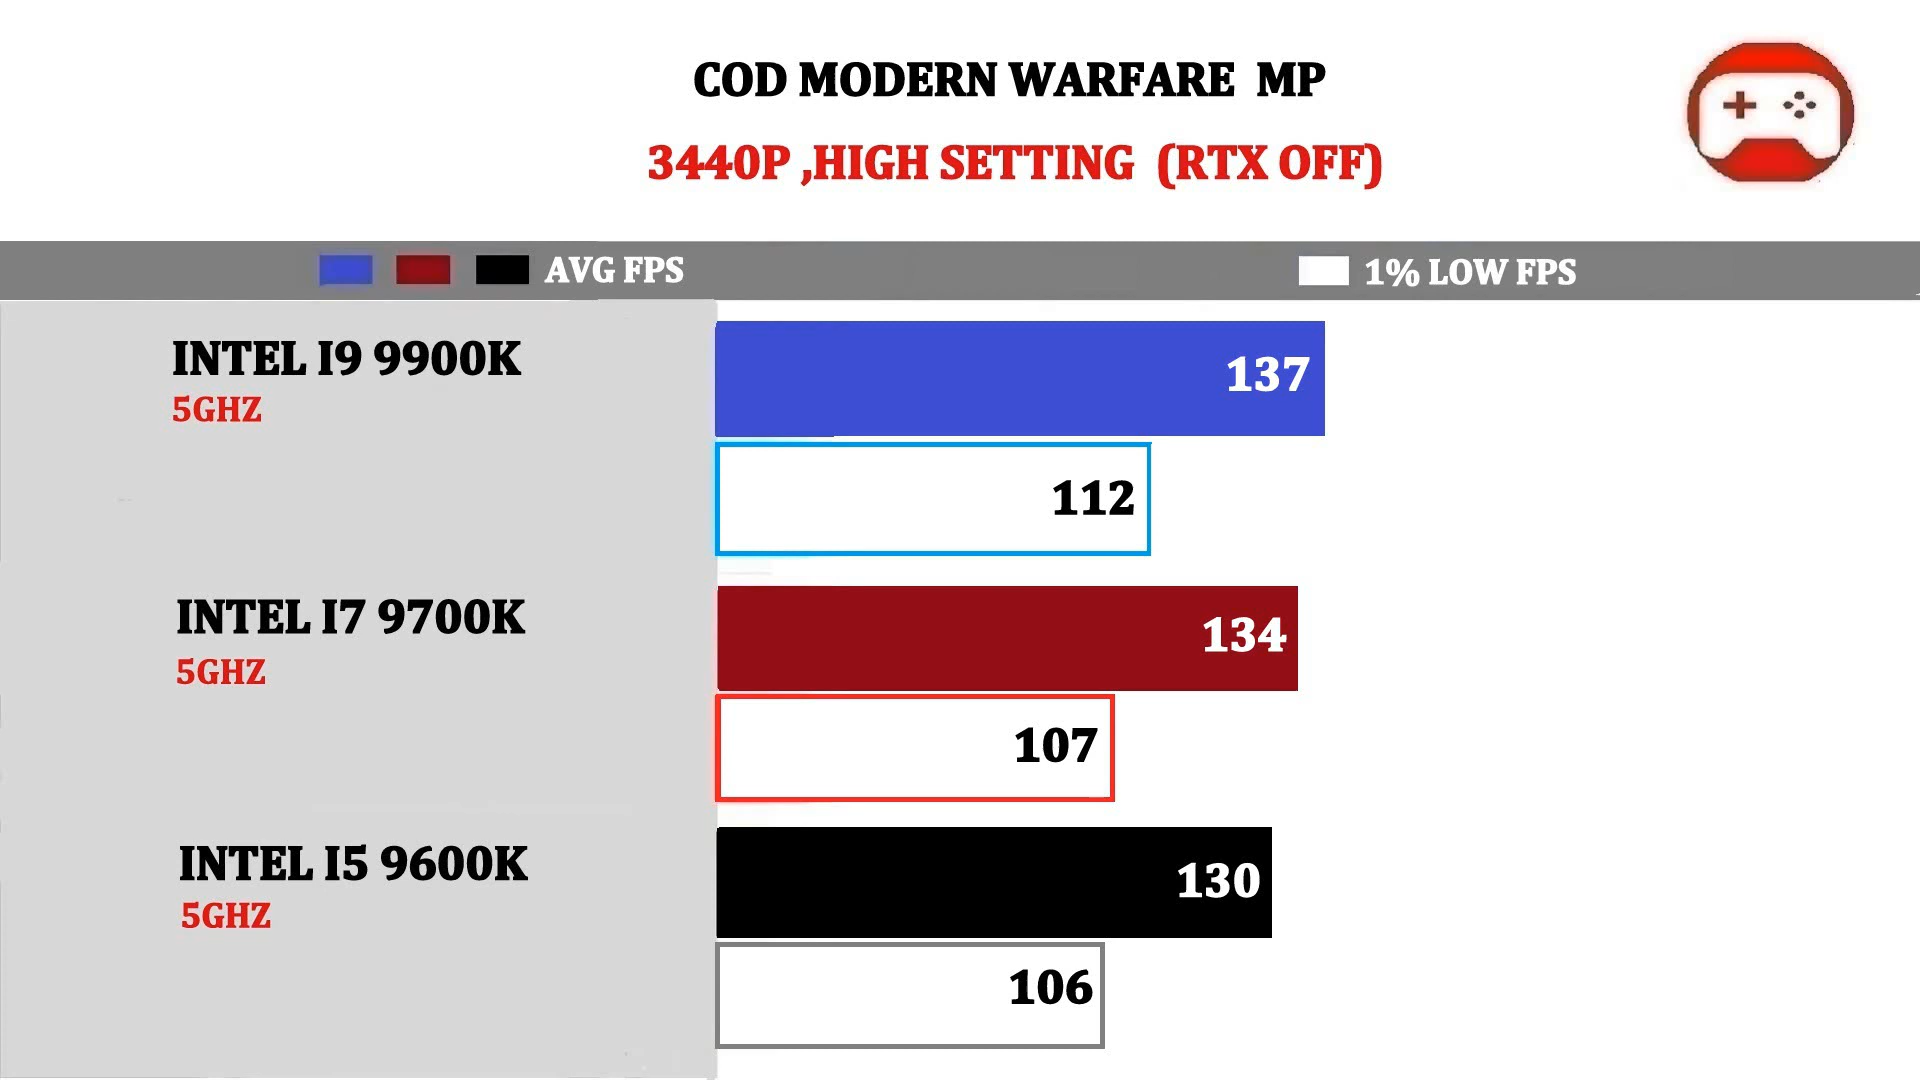 COD MODERN WARFARE MP
3440P ,HIGH SETTING (RTX OFF)
AVG FPS
1% LOW FPS
INTEL I9 9900K
5GHZ
137
112
INTEL I7 9700K
5GHZ
134
107
INTEL I5 9600K
5GHZ
130
106